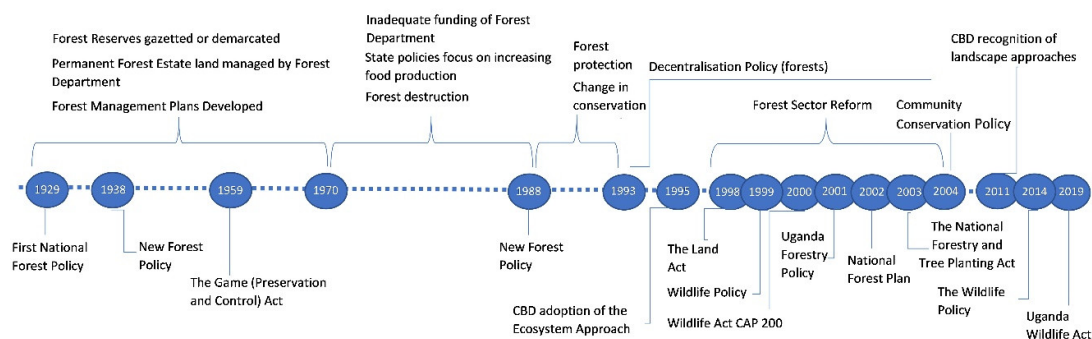 Forest Reserves gazetted or demarcated
Permanent Forest Estate land managed by Forest
Department
Forest Management Plans Developed
Inadequate funding of Forest
Department
State policies focus on increasing
food production
Forest destruction
Forest
protection
Change in
conservation
Decentralisation Policy (forests)
Forest Sector Reform
Community
Conservation Policy
CBD recognition of
landscape approaches
1929
1938
1959
1970
1988
1993
1995
1998
1999
2000
2001
2002
2003
2004
2011
2014
2019
First National
Forest Policy
New Forest
Policy
The Game (Preservation
and Control) Act
New Forest
Policy
CBD adoption of the
Ecosystem Approach
The Land
Act
Wildlife Policy
Wildlife Act CAP 200
Uganda
Forestry
Policy
National
Forest Plan
The National
Forestry and
Tree Planting Act
The Wildlife
Policy
Uganda
Wildlife Act